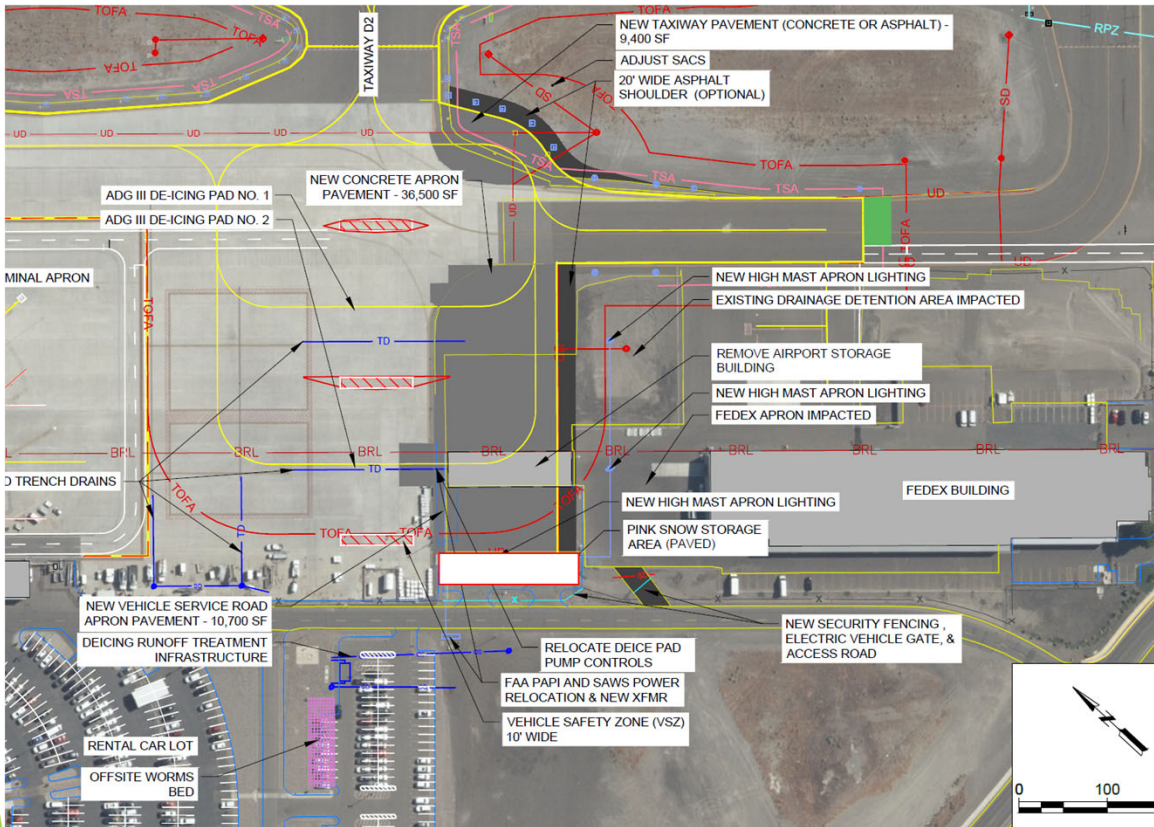 TOFA
TOFA
TOFA
TSA
TSA
TSA
TAXIWAY D2
NEW TAXIWAY PAVEMENT (CONCRETE OR ASPHALT) -
9,400 SF
ADJUST SACS
20' WIDE ASPHALT
SHOULDER (OPTIONAL)
RPZ
SD
SD
TOFA
UD
UD
UD
UD
UD
TSA
TOFA
TSA
TSA
UD
UD
TOFA
UD
UD
NEW CONCRETE APRON
PAVEMENT - 36,500 SF
ADG III DE-ICING PAD NO. 1
ADG III DE-ICING PAD NO. 2
MINAL APRON
TOFA
NEW HIGH MAST APRON LIGHTING
EXISTING DRAINAGE DETENTION AREA IMPACTED
TD
REMOVE AIRPORT STORAGE
BUILDING
NEW HIGH MAST APRON LIGHTING
FEDEX APRON IMPACTED
BRL
BRL
BRL
BRL
BRL
BRL
BRL
BRL
BRL
TD
D TRENCH DRAINS
TOFA
TOFA
FEDEX BUILDING
NEW HIGH MAST APRON LIGHTING
TD
TOFA
TOFA
PINK SNOW STORAGE
AREA (PAVED)
UD
X
NEW VEHICLE SERVICE ROAD
APRON PAVEMENT - 10,700 SF
DEICING RUNOFF TREATMENT
INFRASTRUCTURE
RELOCATE DEICE PAD
PUMP CONTROLS
NEW SECURITY FENCING ,
ELECTRIC VEHICLE GATE, &
ACCESS ROAD
FAA PAPI AND SAWS POWER
RELOCATION & NEW XFMR
VEHICLE SAFETY ZONE (VSZ)
10' WIDE
RENTAL CAR LOT
OFFSITE WORMS
BED
N
0 100